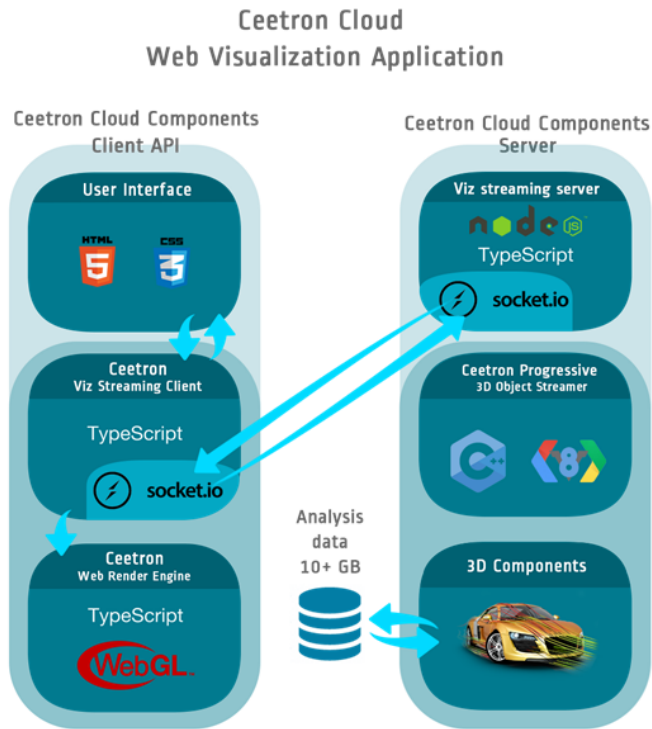 Ceetron Cloud
Web Visualization Application
Ceetron Cloud Components
Client API
User Interface
HTML
5
CSS
3
Ceetron
Viz Streaming Client
TypeScript
socket.io
Ceetron
Web Render Engine
TypeScript
WebGL™
Analysis
data
10+ GB
Ceetron Cloud Components
Server
Viz streaming server
node
JS
TypeScript
socket.io
Ceetron Progressive
3D Object Streamer
C++
V8
3D Components